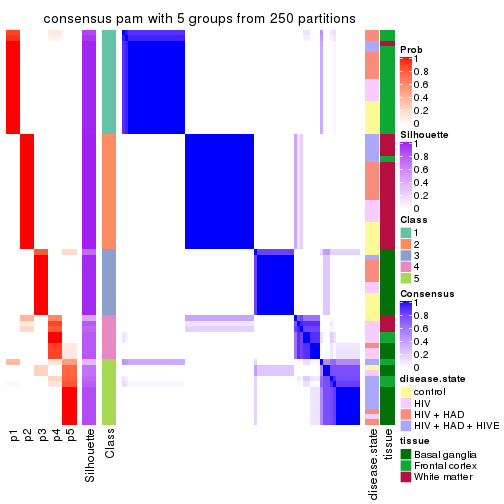 consensus pam with 5 groups from 250 partitions
Prob
1
0.8
0.6
0.4
0.2
0
Silhouette
1
0.8
0.6
0.4
0.2
0
Class
1
2
3
4
5
Consensus
1
0.8
0.6
0.4
0.2
0
disease.state
control
HIV
HIV + HAD
HIV + HAD + HIVE
tissue
Basal ganglia
Frontal cortex
White matter
p1
p2
p3
p4
p5
Silhouette
Class
disease.state
tissue